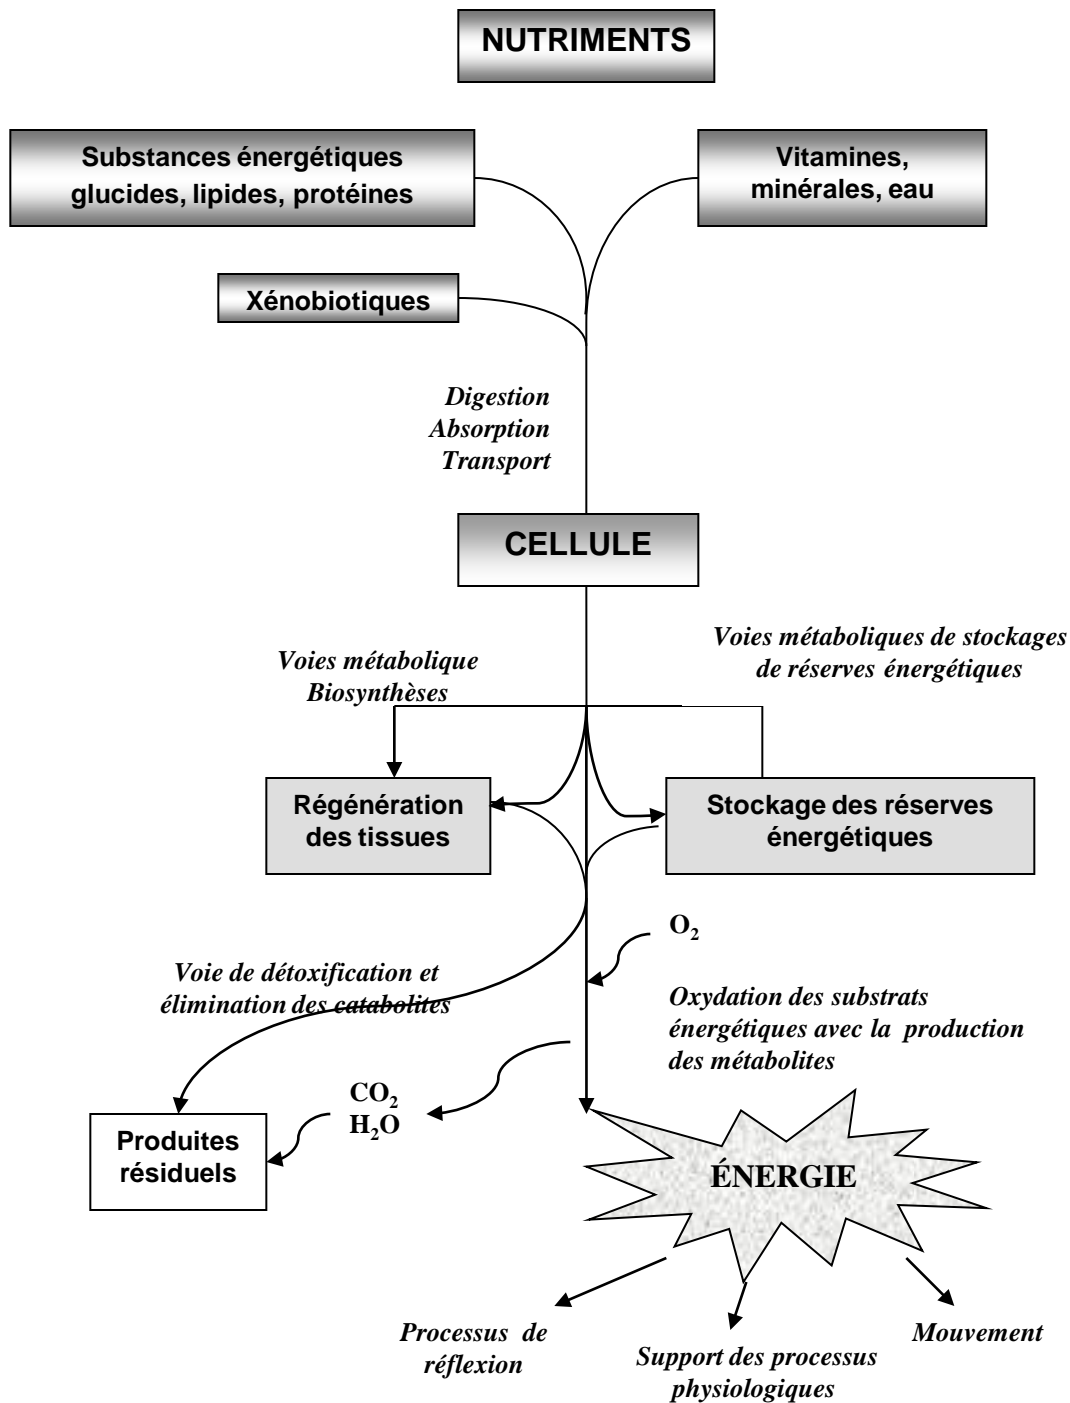 NUTRIMENTS
Substances énergétiques
glucides, lipides, protéines
Vitamines,
minérales, eau
Xénobiotiques
Digestion
Absorption
Transport
CELLULE
Voies métaboliques de stockages
de réserves énergétiques
Voies métabolique
Biosynthèses
Régénération
des tissues
Stockage des réserves
énergétiques
O₂
Voie de détoxification et
élimination des catabolites
Oxydation des substrats
énergétiques avec la production
des métabolites
CO₂
H₂O
Produites
résiduels
ÉNERGIE
Processus de
réflexion
Support des processus
physiologiques
Mouvement